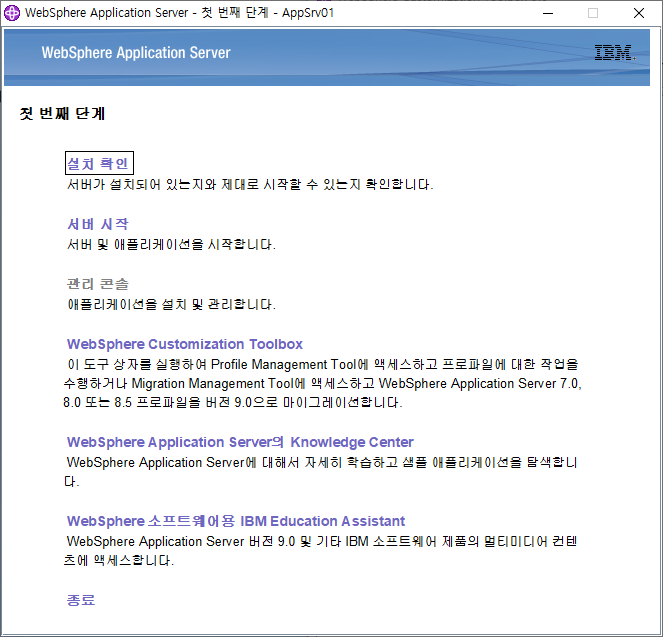 WebSphere Application Server - 첫 번째 단계 - AppSrv01
WebSphere Application Server
IBM.
첫 번째 단계
설치 확인
서버가 설치되어 있는지와 제대로 시작할 수 있는지 확인합니다.
서버 시작
서버 및 애플리케이션을 시작합니다.
관리 콘솔
애플리케이션을 설치 및 관리합니다.
WebSphere Customization Toolbox
이 도구 상자를 실행하여 Profile Management Tool에 액세스하고 프로파일에 대한 작업을
수행하거나 Migration Management Tool에 액세스하고 WebSphere Application Server 7.0,
8.0 또는 8.5 프로파일을 버전 9.0으로 마이그레이션합니다.
WebSphere Application Server의 Knowledge Center
WebSphere Application Server에 대해서 자세히 학습하고 샘플 애플리케이션을 탐색합니
다.
WebSphere 소프트웨어용 IBM Education Assistant
WebSphere Application Server 버전 9.0 및 기타 IBM 소프트웨어 제품의 멀티미디어 컨텐
츠에 액세스합니다.
종료